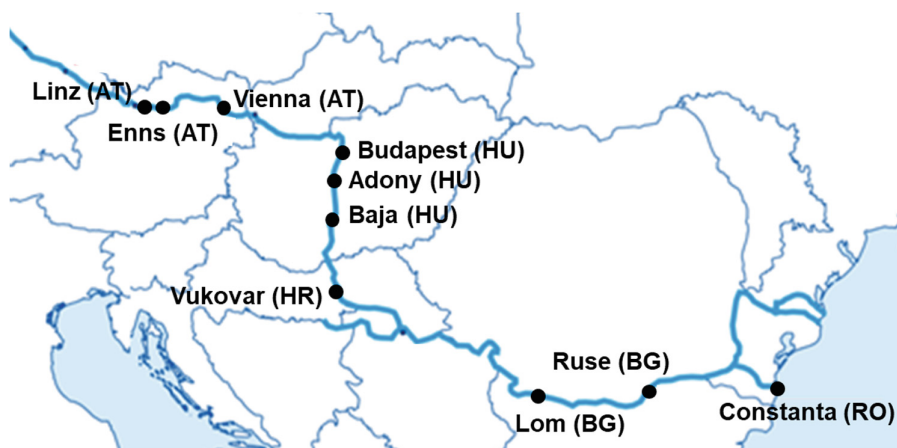 Linz (AT)
Vienna (AT)
Enns (AT)
Budapest (HU)
Adony (HU)
Baja (HU)
Vukovar (HR)
Ruse (BG)
Lom (BG)
Constanta (RO)